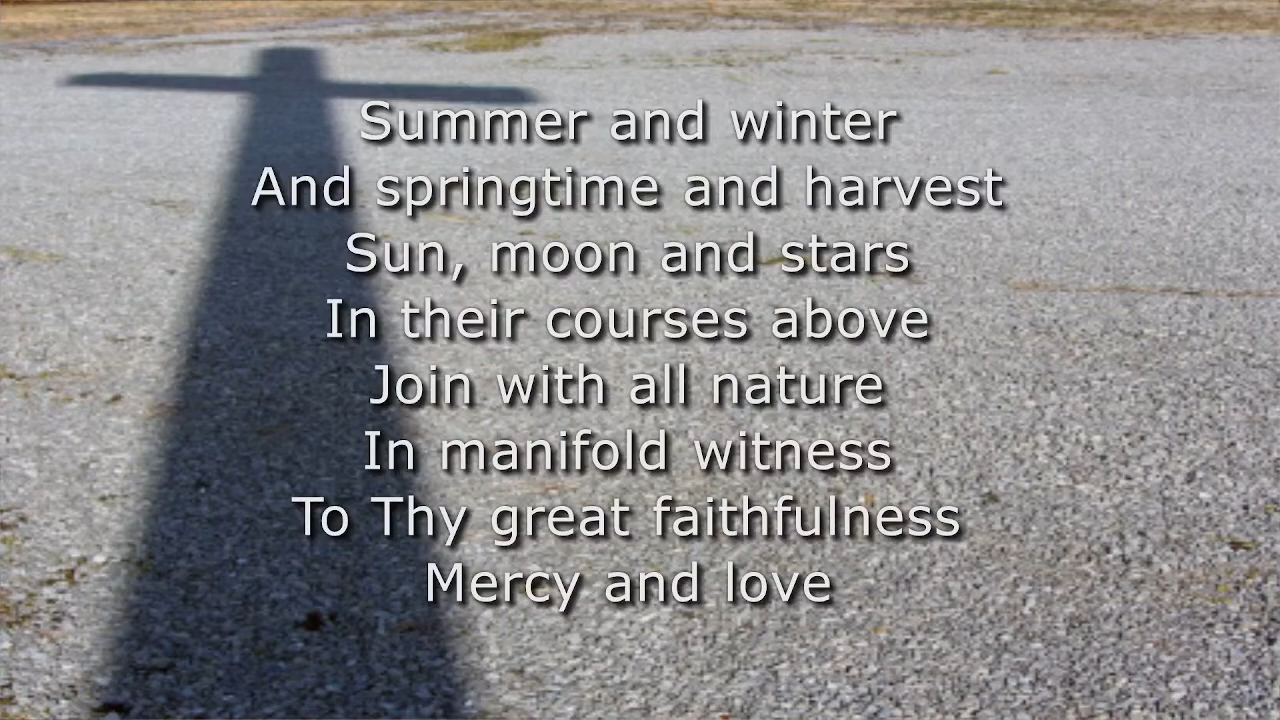 Summer and winter
And springtime and harvest
Sun, moon and stars
In their courses above
Join with all nature
In manifold witness
To Thy great faithfulness
Mercy and love